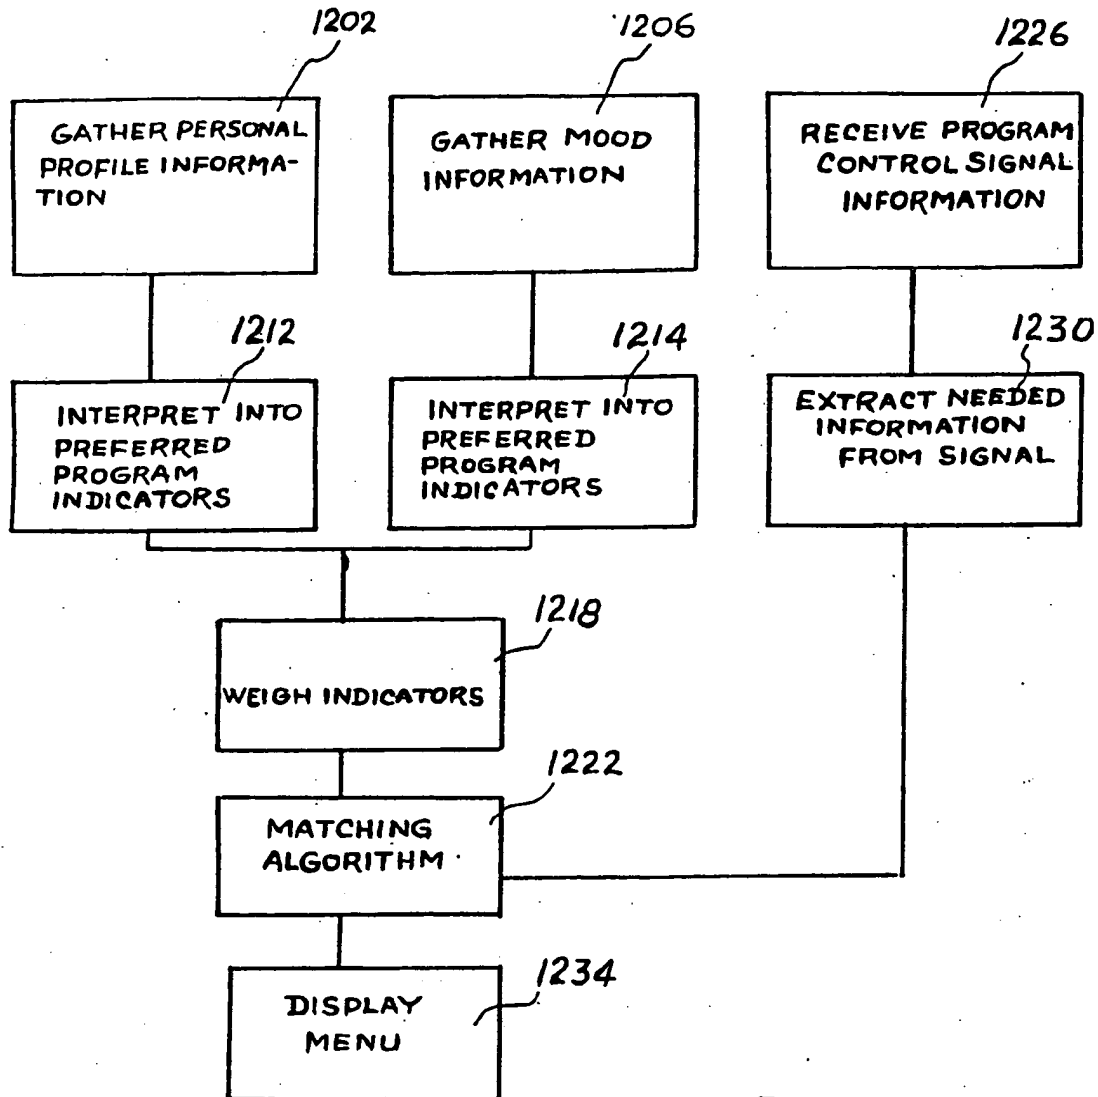 1202
GATHER PERSONAL
PROFILE INFORMA-
TION
1206
GATHER MOOD
INFORMATION
1226
RECEIVE PROGRAM
CONTROL SIGNAL
INFORMATION
1212
INTERPRET INTO
PREFERRED
PROGRAM
INDICATORS
1214
INTERPRET INTO
PREFERRED
PROGRAM
INDICATORS
1230
EXTRACT NEEDED
INFORMATION
FROM SIGNAL
1218
WEIGH INDICATORS
1222
MATCHING
ALGORITHM
1234
DISPLAY
MENU